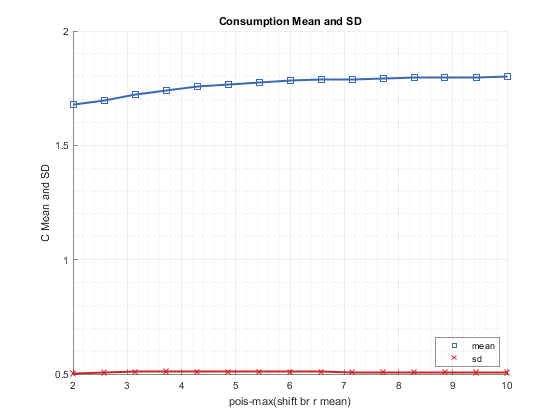 Consumption Mean and SD
2
1.5
1
0.5
C Mean and SD
2 3 4 5 6 7 8 9 10
pois-max(shift br r mean)
mean
sd